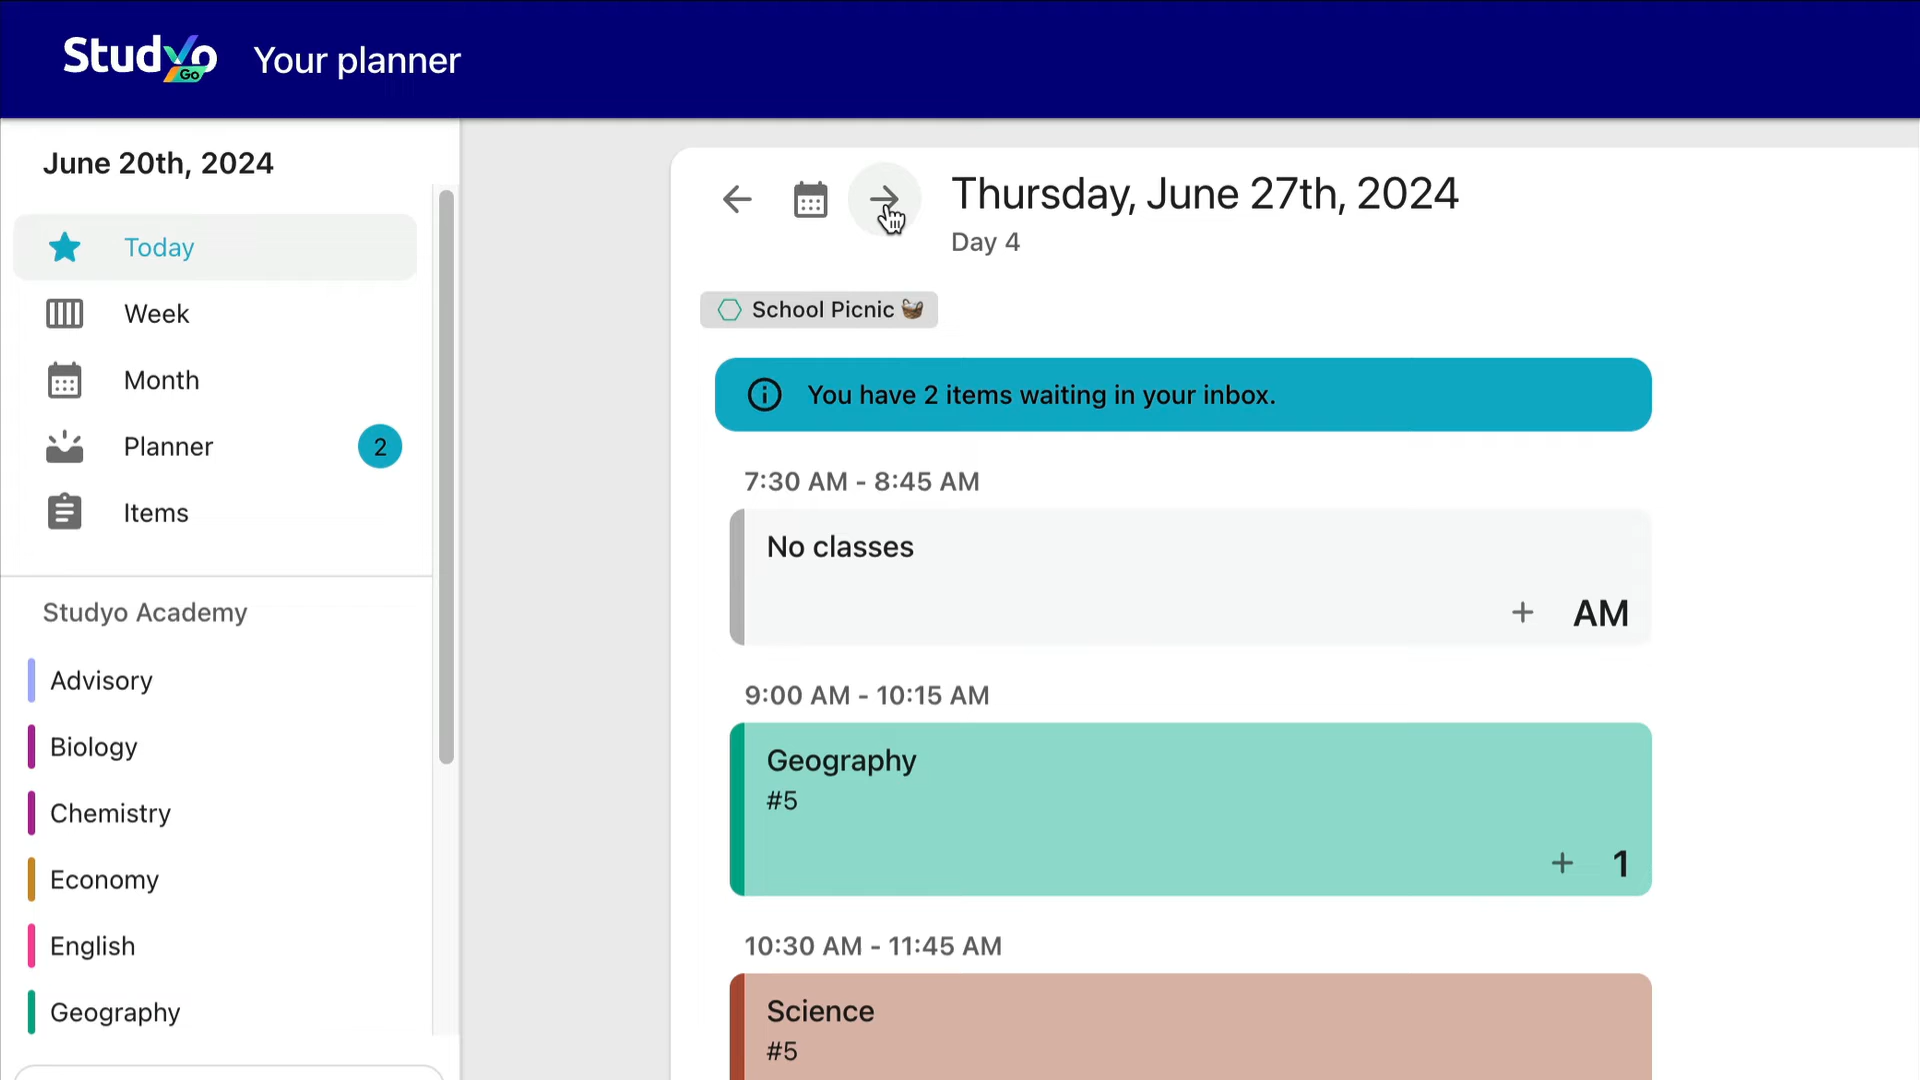 Studyo Go
Your planner
June 20th, 2024
Today
Week
Month
Planner
2
Items
Studyo Academy
Advisory
Biology
Chemistry
Economy
English
Geography
Thursday, June 27th, 2024
Day 4
School Picnic 🧺
You have 2 items waiting in your inbox.
7:30 AM - 8:45 AM
No classes
+ AM
9:00 AM - 10:15 AM
Geography
#5
+ 1
10:30 AM - 11:45 AM
Science
#5